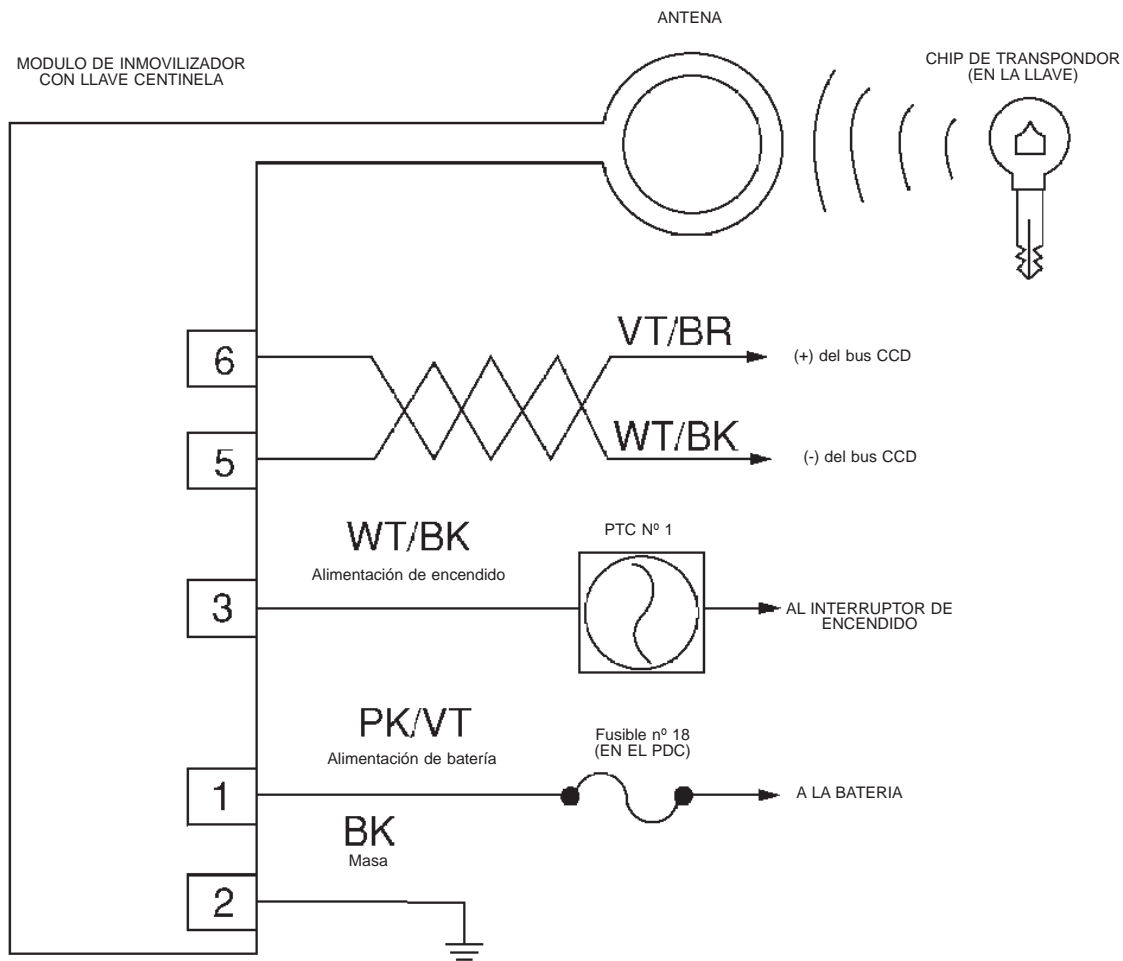 ANTENA
MODULO DE INMOVILIZADOR
CON LLAVE CENTINELA
CHIP DE TRANSPONDOR
(EN LA LLAVE)
6
VT/BR
(+) del bus CCD
5
WT/BK
(-) del bus CCD
WT/BK
Alimentación de encendido
PTC Nº 1
3
AL INTERRUPTOR DE
ENCENDIDO
PK/VT
Alimentación de batería
Fusible nº 18
(EN EL PDC)
1
A LA BATERIA
BK
Masa
2